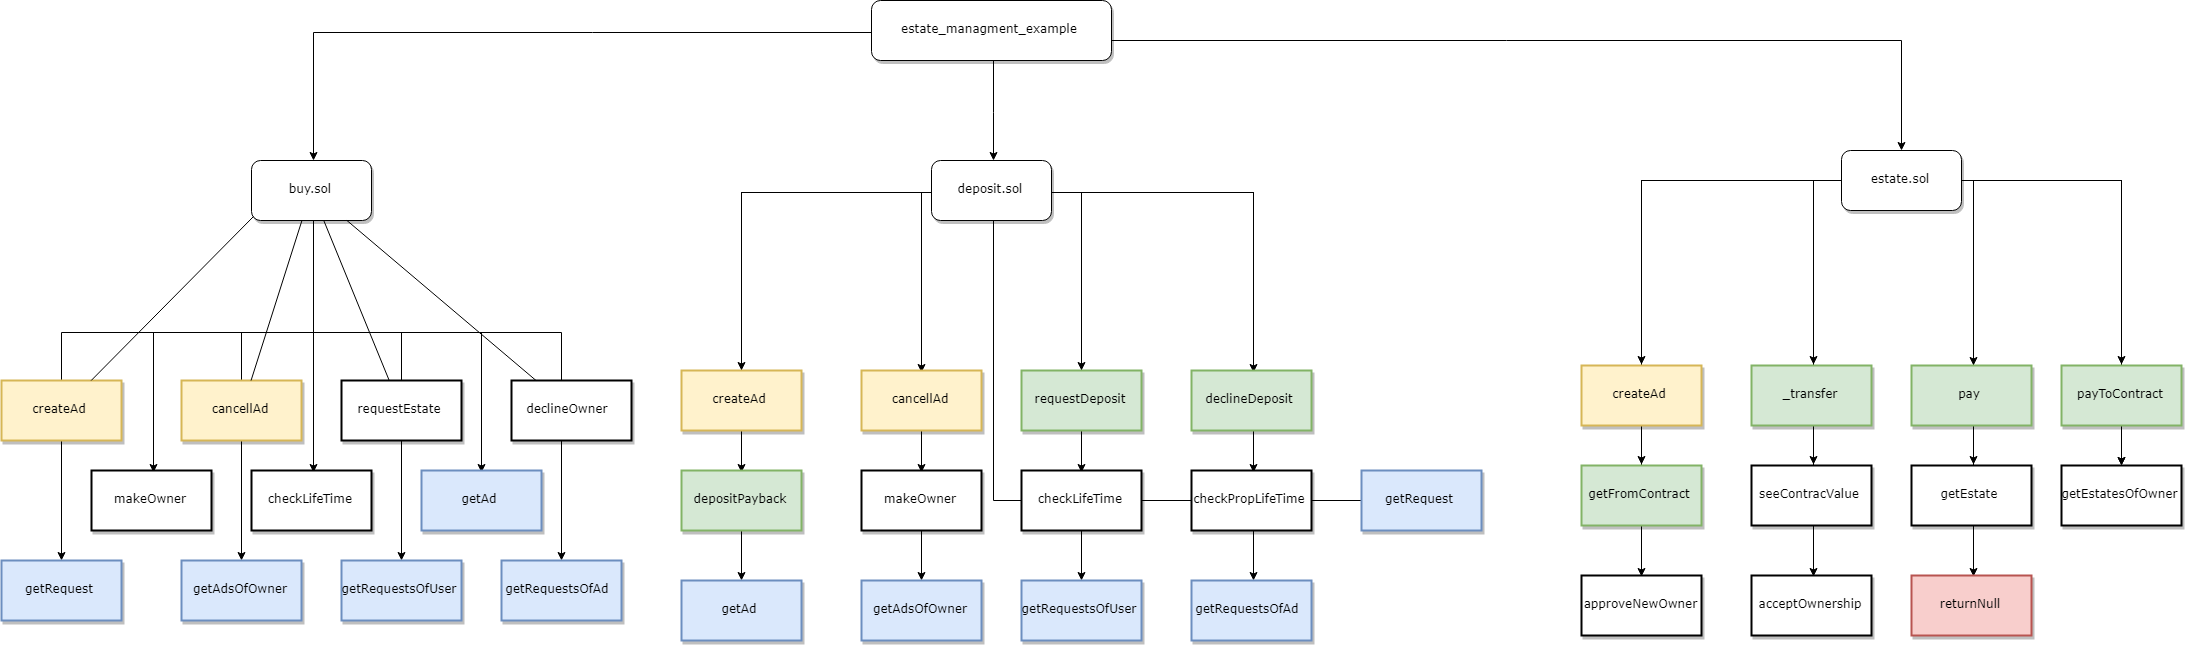 estate_managment_example
buy.sol
deposit.sol
estate.sol
createAd
cancellAd
requestEstate
declineOwner
makeOwner
checkLifeTime
getAd
getRequest
getAdsOfOwner
getRequestsOfUser
getRequestsOfAd
createAd
cancellAd
requestDeposit
declineDeposit
depositPayback
makeOwner
checkLifeTime
checkPropLifeTime
getRequest
getAd
getAdsOfOwner
getRequestsOfUser
getRequestsOfAd
createAd
_transfer
pay
payToContract
getFromContract
seeContracValue
getEstate
getEstatesOfOwner
approveNewOwner
acceptOwnership
returnNull